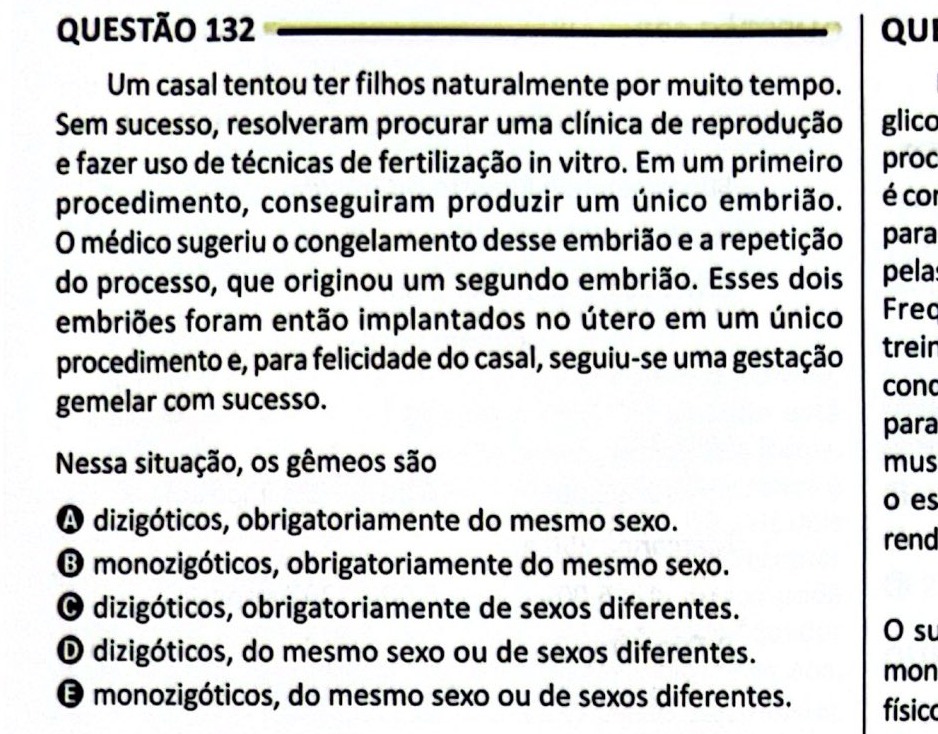 QUESTÃO 132
Um casal tentou ter filhos naturalmente por muito tempo.
Sem sucesso, resolveram procurar uma clínica de reprodução
e fazer uso de técnicas de fertilização in vitro. Em um primeiro
procedimento, conseguiram produzir um único embrião.
O médico sugeriu o congelamento desse embrião e a repetição
do processo, que originou um segundo embrião. Esses dois
embriões foram então implantados no útero em um único
procedimento e, para felicidade do casal, seguiu-se uma gestação
gemelar com sucesso.
Nessa situação, os gêmeos são
A dizigóticos, obrigatoriamente do mesmo sexo.
B monozigóticos, obrigatoriamente do mesmo sexo.
C dizigóticos, obrigatoriamente de sexos diferentes.
D dizigóticos, do mesmo sexo ou de sexos diferentes.
E monozigóticos, do mesmo sexo ou de sexos diferentes.
é
para
para
o es
O su